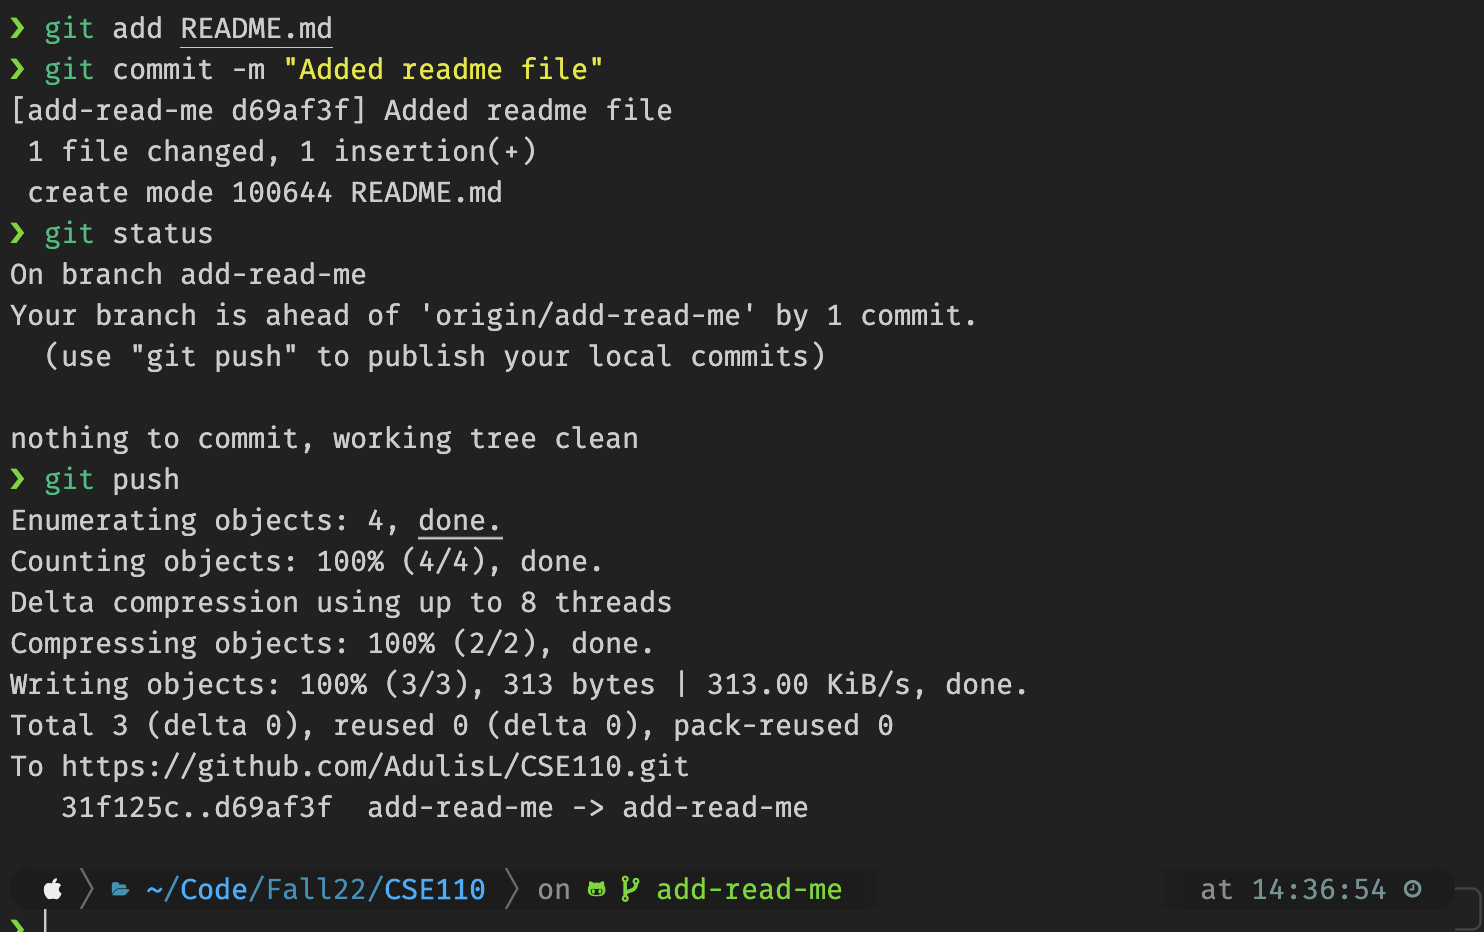 ❯ git add README.md
❯ git commit -m "Added readme file"
[add-read-me d69af3f] Added readme file
 1 file changed, 1 insertion(+)
 create mode 100644 README.md
❯ git status
On branch add-read-me
Your branch is ahead of 'origin/add-read-me' by 1 commit.
  (use "git push" to publish your local commits)

nothing to commit, working tree clean
❯ git push
Enumerating objects: 4, done.
Counting objects: 100% (4/4), done.
Delta compression using up to 8 threads
Compressing objects: 100% (2/2), done.
Writing objects: 100% (3/3), 313 bytes | 313.00 KiB/s, done.
Total 3 (delta 0), reused 0 (delta 0), pack-reused 0
To https://github.com/AdulisL/CSE110.git
   31f125c..d69af3f  add-read-me -> add-read-me

~/Code/Fall22/CSE110 on add-read-me at 14:36:54
❯